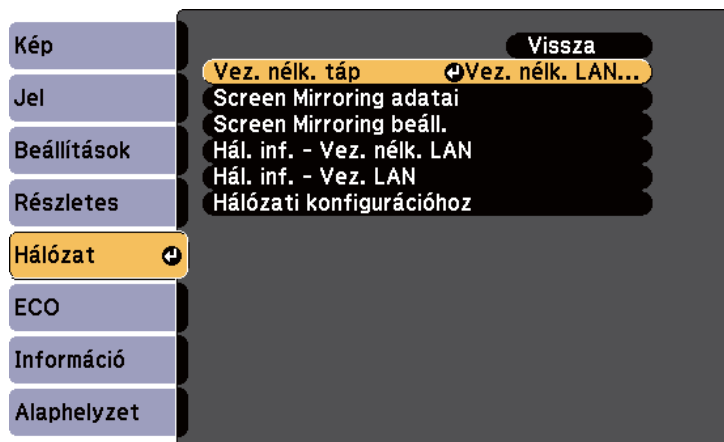 Kép
Jel
Beállítások
Részletes
Hálózat
ECO
Információ
Alaphelyzet
Vissza
Vez. nélk. táp Vez. nélk. LAN...
Screen Mirroring adatai
Screen Mirroring beáll.
Hál. inf. - Vez. nélk. LAN
Hál. inf. - Vez. LAN
Hálózati konfigurációhoz